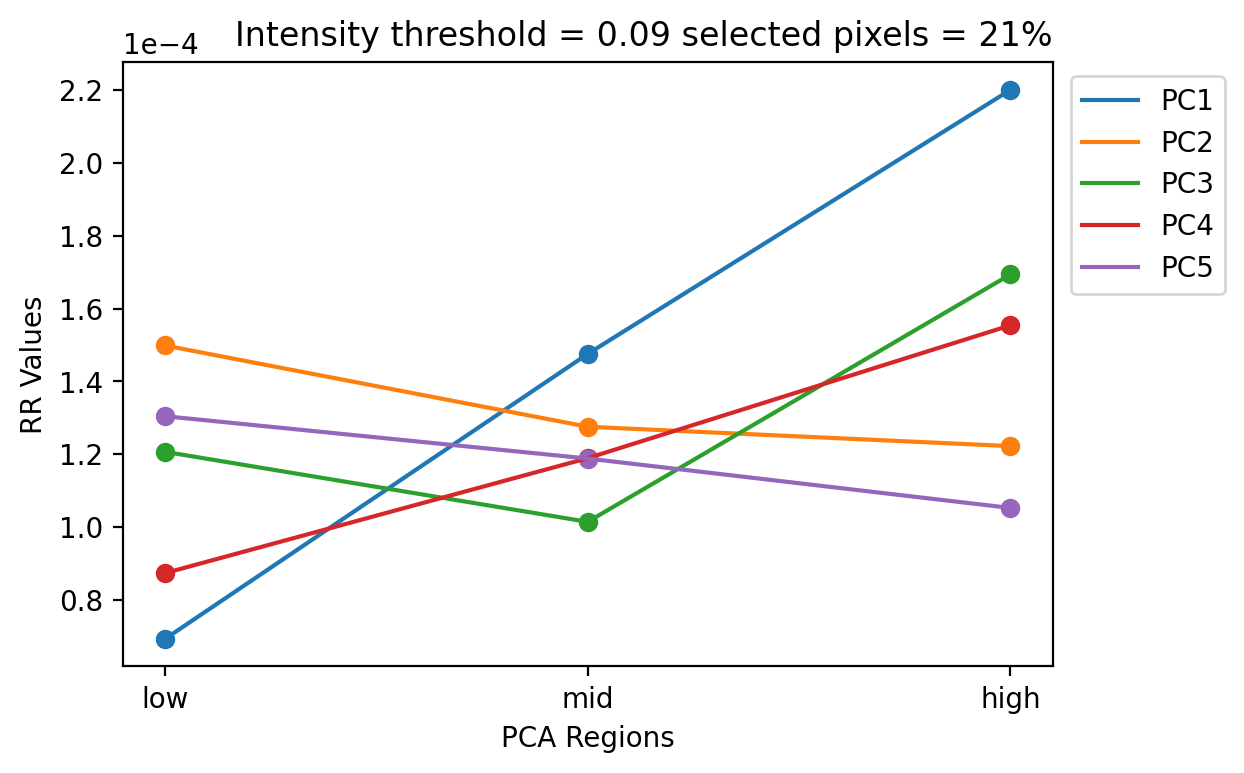 1e−4
Intensity threshold = 0.09 selected pixels = 21%
2.2
2.0
1.8
1.6
1.4
1.2
1.0
0.8
RR Values
low
mid
high
PCA Regions
PC1
PC2
PC3
PC4
PC5